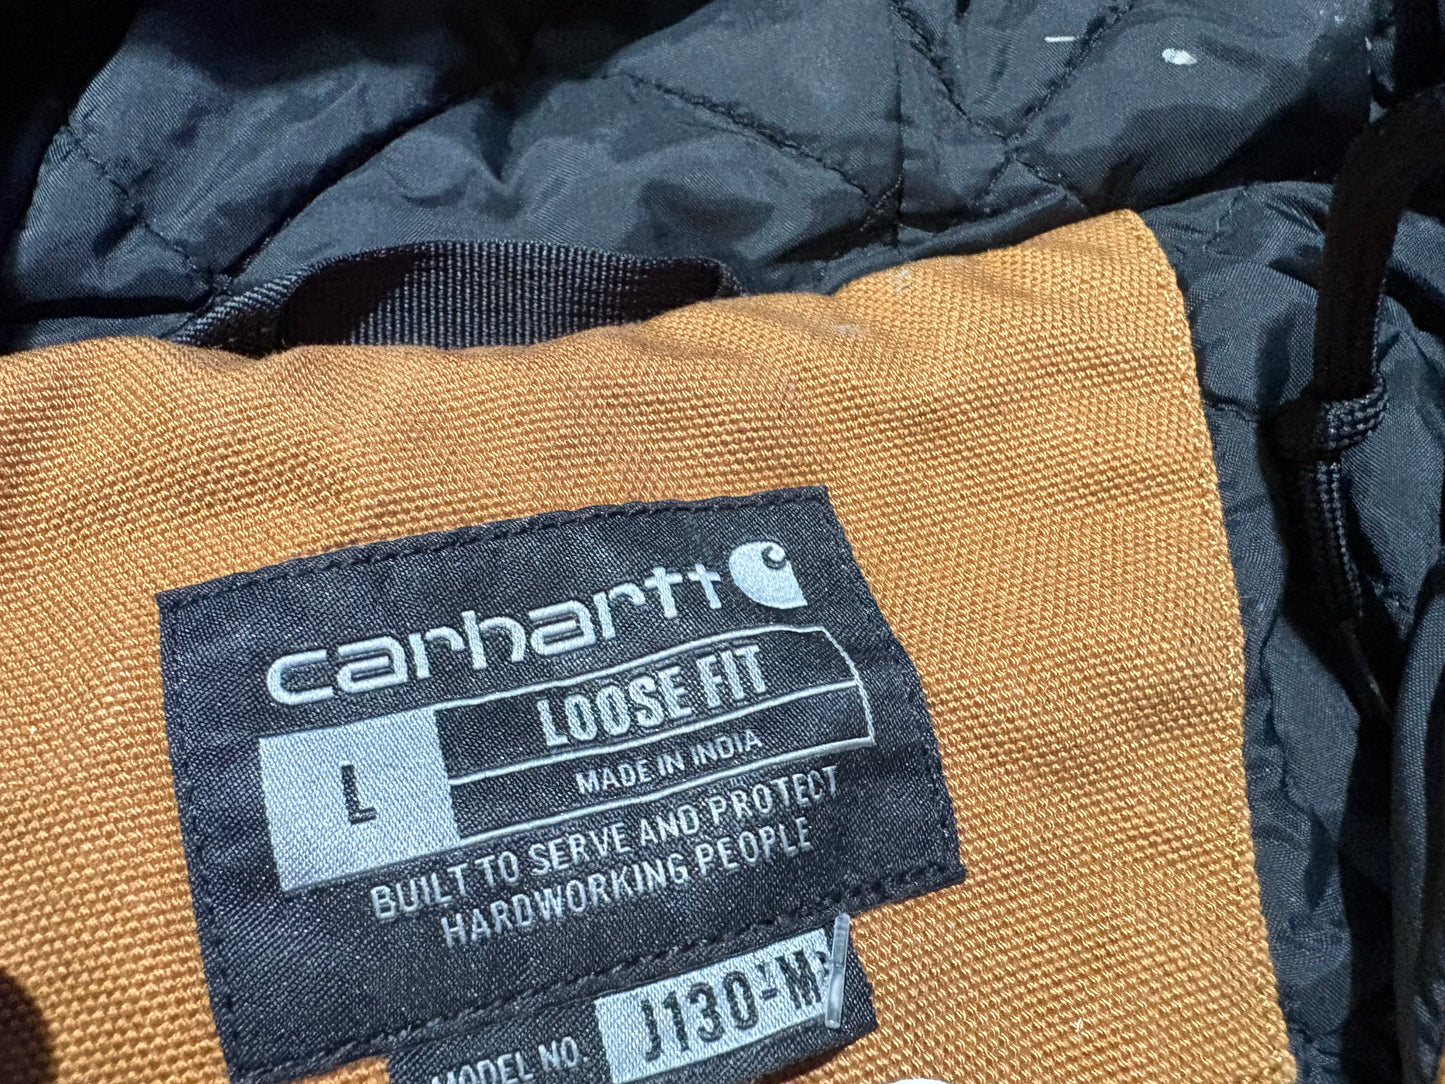 carhartt
LOOSE FIT
L
MADE IN INDIA
BUILT TO SERVE AND PROTECT
HARDWORKING PEOPLE
MODEL NO. J130-M